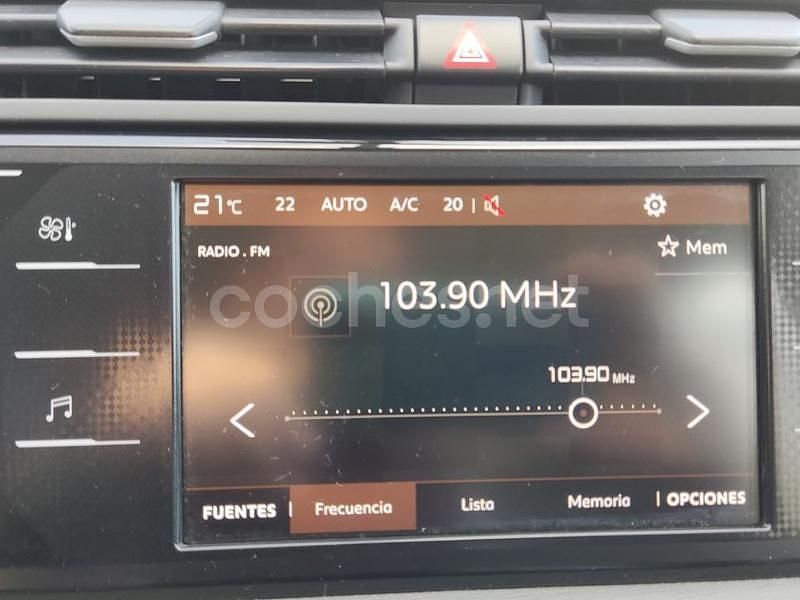 21°C 22 AUTO A/C 20 |
RADIO . FM
Mem
103.90 MHz
coches.net
103.90 MHz
FUENTES | Frecuencia Lista Memoria | OPCIONES